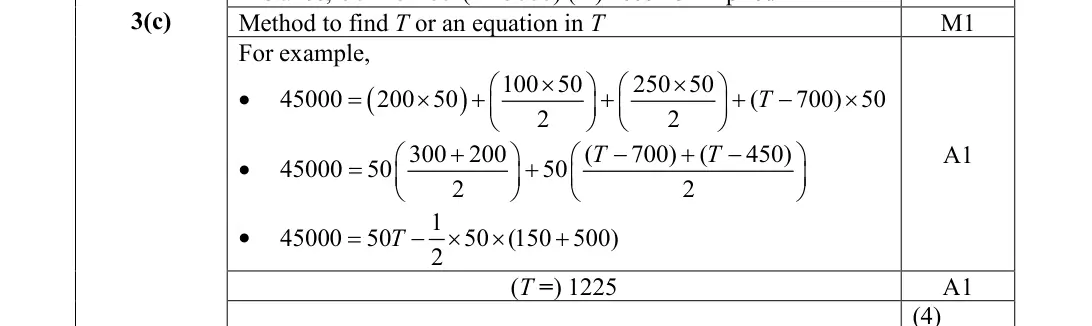 3(c) Method to find T or an equation in T M1
For example,
• 45000 = (200×50) + (100×50/2) + (250×50/2) + (T − 700)×50
• 45000 = 50(300+200/2) + 50((T − 700)+(T − 450)/2) A1
• 45000 = 50T − 1/2 ×50×(150+500)
(T =) 1225 A1
(4)